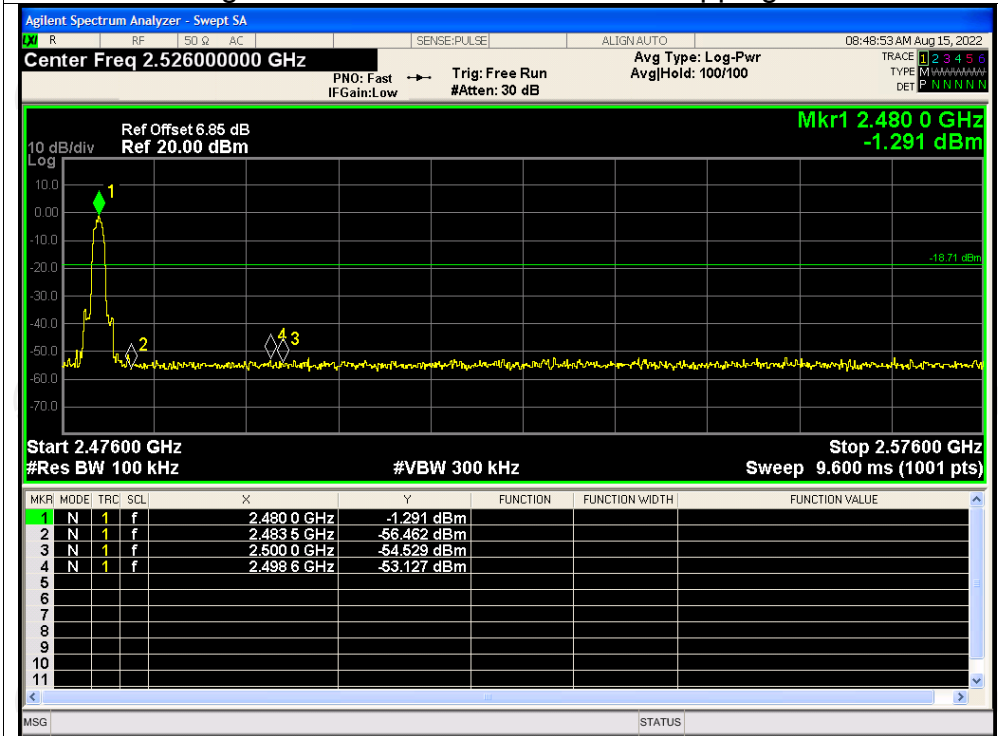 Agilent Spectrum Analyzer - Swept SA
LXI R RF 50 Ω AC SENSE:PULSE ALIGN AUTO 08:48:53 AM Aug 15, 2022
Center Freq 2.526000000 GHz
PNO: Fast
IFGain:Low
Trig: Free Run
#Atten: 30 dB
Avg Type: Log-Pwr
Avg|Hold: 100/100
TRACE 1 2 3 4 5 6
TYPE M
DET P N N N N N
Ref Offset 6.85 dB
Ref 20.00 dBm
10 dB/div
Log
Mkr1 2.480 0 GHz
-1.291 dBm
10.0
0.00
-10.0
-20.0
-30.0
-40.0
-50.0
-60.0
-70.0
1
2
4 3
-18.71 dBm
Start 2.47600 GHz
Stop 2.57600 GHz
#Res BW 100 kHz
#VBW 300 kHz
Sweep 9.600 ms (1001 pts)
MKR MODE TRC SCL X Y FUNCTION FUNCTION WIDTH FUNCTION VALUE
1 N 1 f 2.480 0 GHz -1.291 dBm
2 N 1 f 2.483 5 GHz -56.462 dBm
3 N 1 f 2.500 0 GHz -54.529 dBm
4 N 1 f 2.498 6 GHz -53.127 dBm
5
6
7
8
9
10
11
MSG STATUS